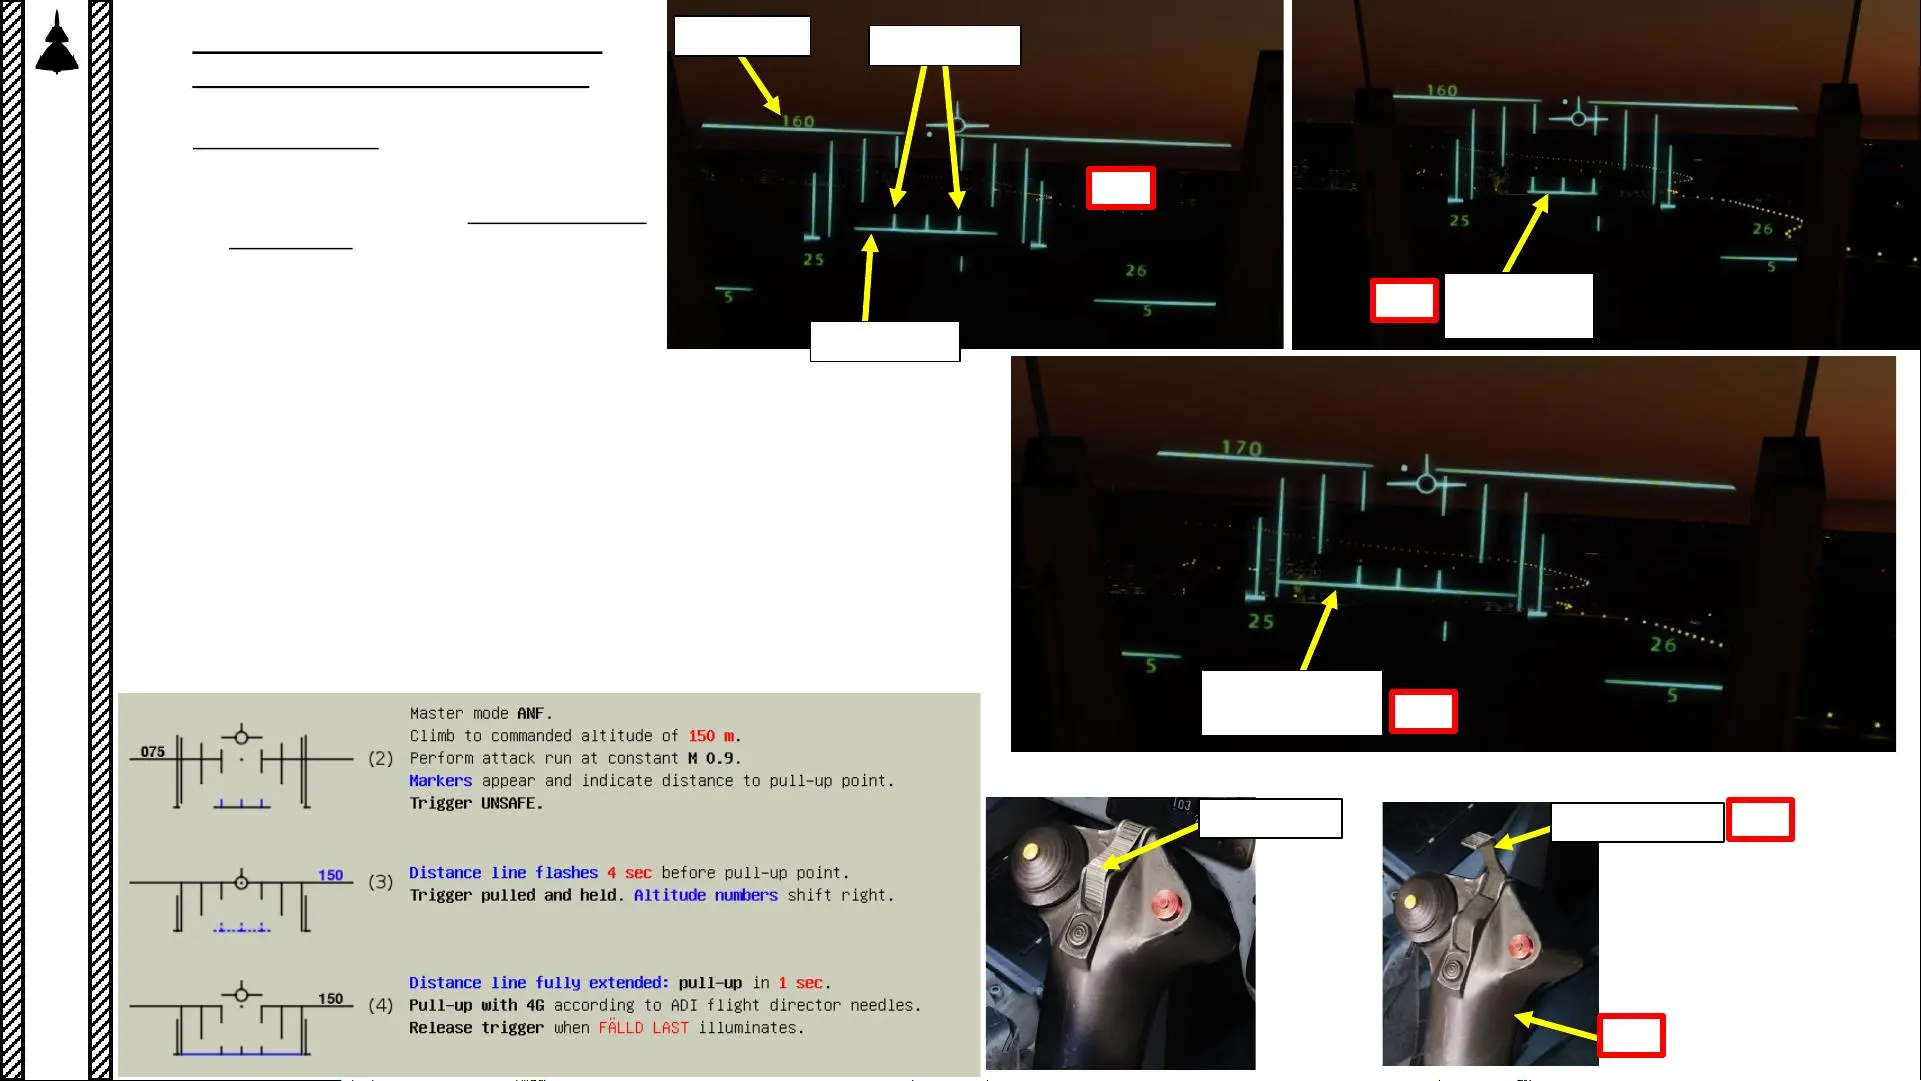 160
25
26
5
5
160
25
26
5
170
25
26
5
5
075
(2)
Master mode ANF.
Climb to commanded altitude of 150 m.
Perform attack run at constant M 0.9.
Markers appear and indicate distance to pull-up point.
Trigger UNSAFE.
150
(3)
Distance line flashes 4 sec before pull-up point.
Trigger pulled and held. Altitude numbers shift right.
150
(4)
Distance line fully extended: pull-up in 1 sec.
Pull-up with 4G according to ADI flight director needles.
Release trigger when FÄLLD LAST illuminates.
103